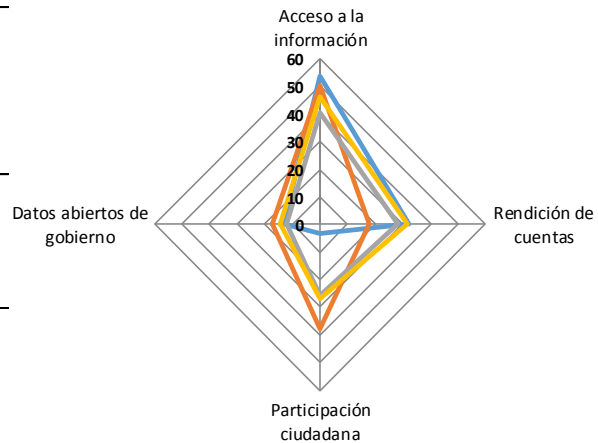 Acceso a la
información
60
50
40
30
20
10
0
Datos abiertos de
gobierno
Rendición de
cuentas
Participación
ciudadana